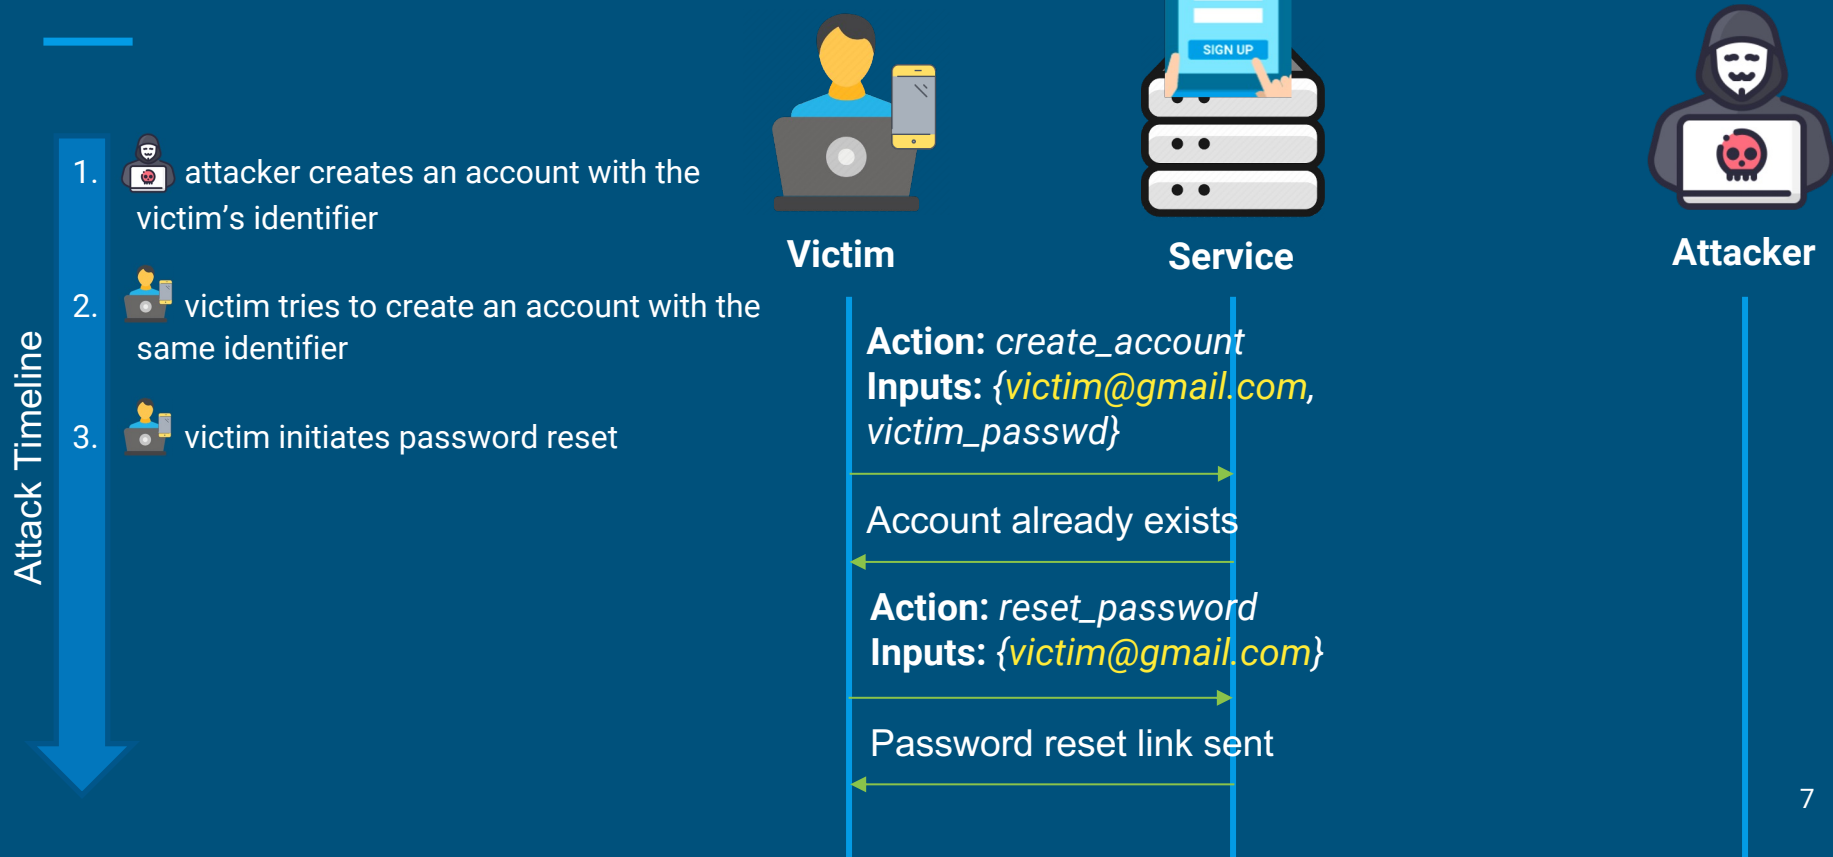 SIGN UP
1. attacker creates an account with the
victim's identifier
2. victim tries to create an account with the
same identifier
3. victim initiates password reset
Attack Timeline
Victim
Service
Attacker
Action: create_account
Inputs: {victim@gmail.com,
victim_passwd}
Account already exists
Action: reset_password
Inputs: {victim@gmail.com}
Password reset link sent
7